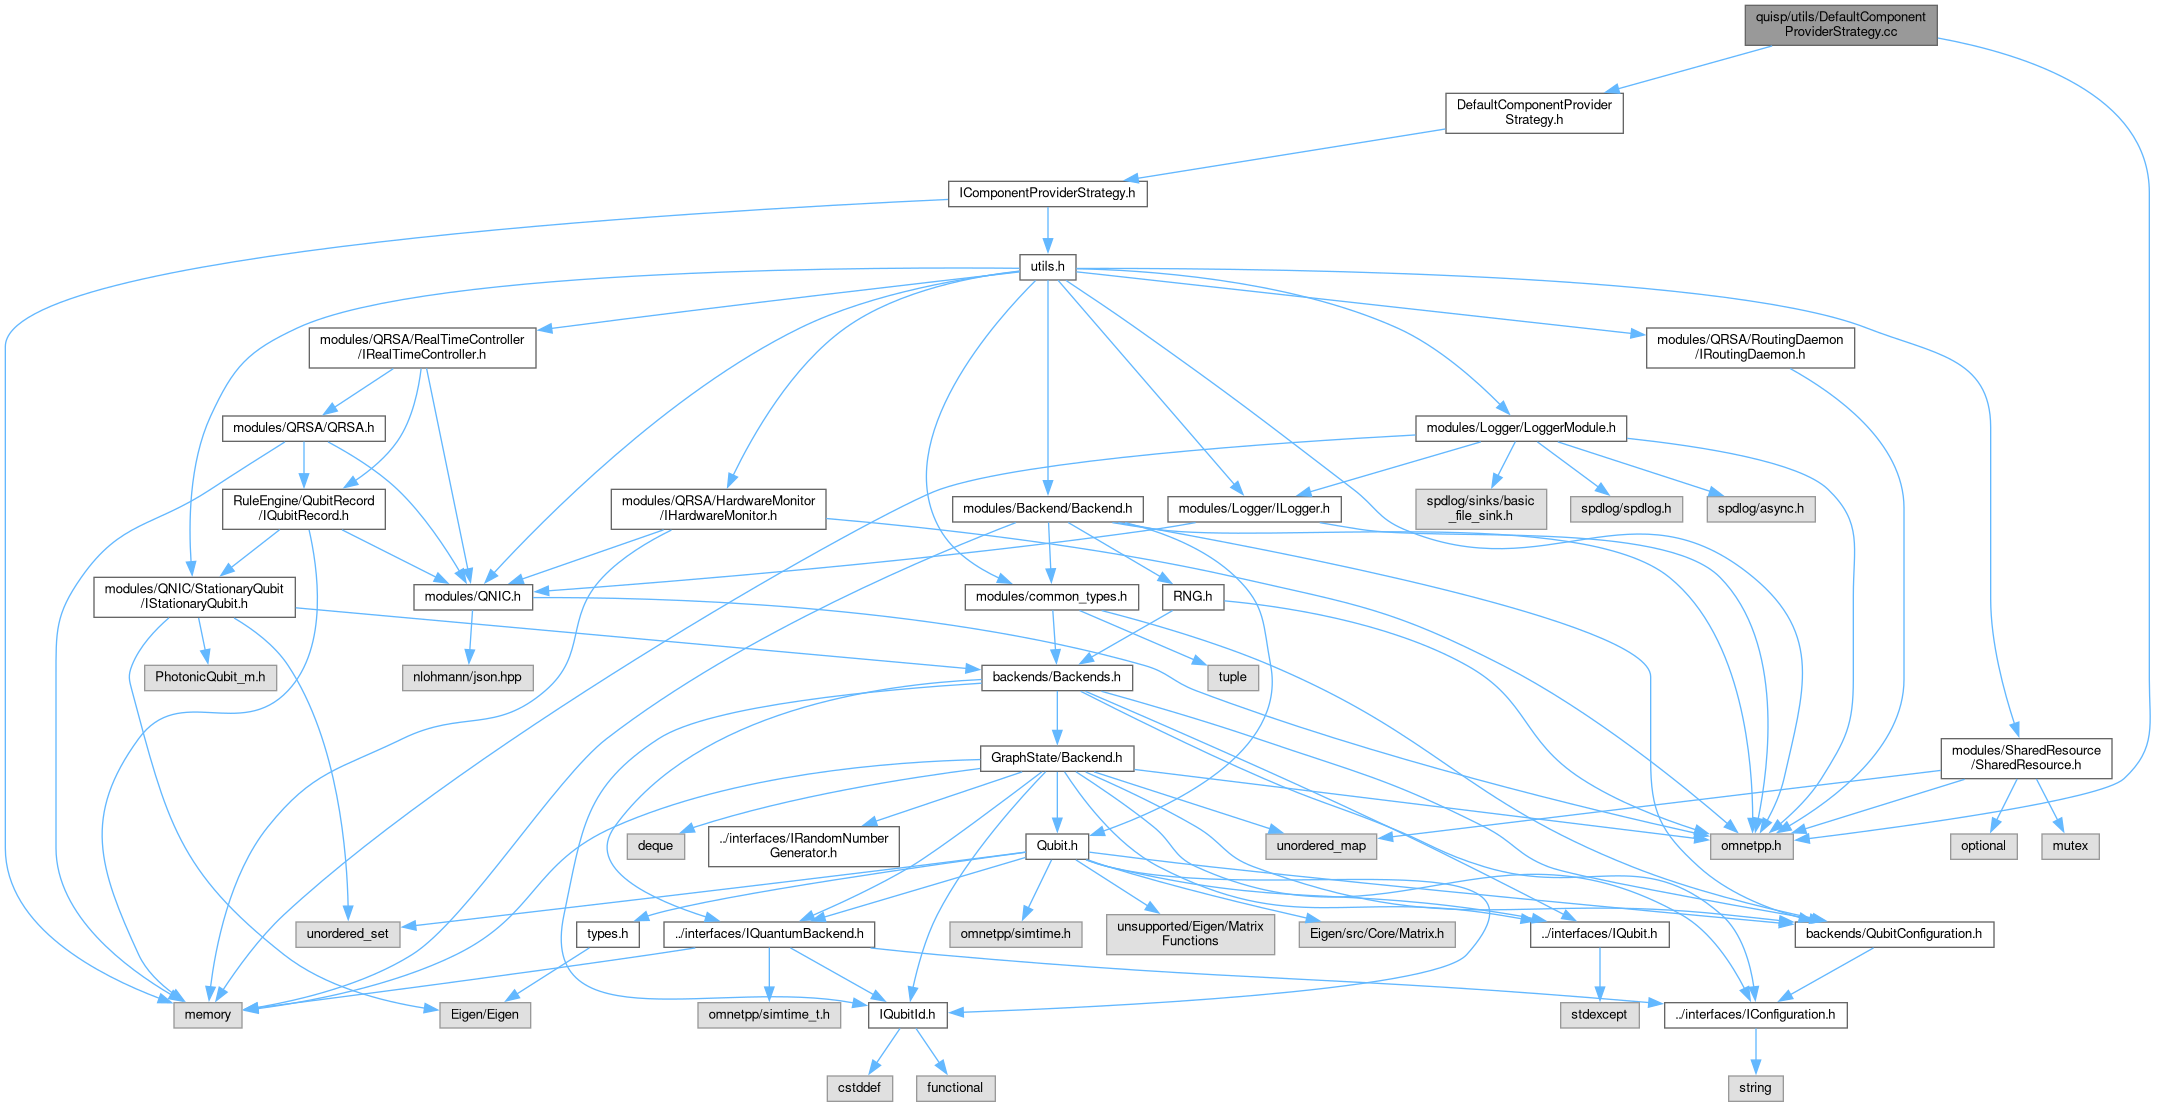 quisp/utils/DefaultComponent
ProviderStrategy.cc
DefaultComponentProvider
Strategy.h
IComponentProviderStrategy.h
utils.h
modules/QRSA/RealTimeController
/IRealTimeController.h
modules/QRSA/RoutingDaemon
/IRoutingDaemon.h
modules/QRSA/QRSA.h
modules/Logger/LoggerModule.h
RuleEngine/QubitRecord
/IQubitRecord.h
modules/QRSA/HardwareMonitor
/IHardwareMonitor.h
modules/Backend/Backend.h
modules/Logger/ILogger.h
spdlog/sinks/basic
_file_sink.h
spdlog/spdlog.h
spdlog/async.h
modules/QNIC/StationaryQubit
/IStationaryQubit.h
modules/QNIC.h
modules/common_types.h
RNG.h
PhotonicQubit_m.h
nlohmann/json.hpp
backends/Backends.h
tuple
GraphState/Backend.h
modules/SharedResource
/SharedResource.h
deque
../interfaces/IRandomNumber
Generator.h
Qubit.h
unordered_map
omnetpp.h
optional
mutex
unordered_set
types.h
../interfaces/IQuantumBackend.h
omnetpp/simtime.h
unsupported/Eigen/Matrix
Functions
Eigen/src/Core/Matrix.h
../interfaces/IQubit.h
backends/QubitConfiguration.h
memory
Eigen/Eigen
omnetpp/simtime_t.h
IQubitId.h
stdexcept
../interfaces/IConfiguration.h
cstddef
functional
string